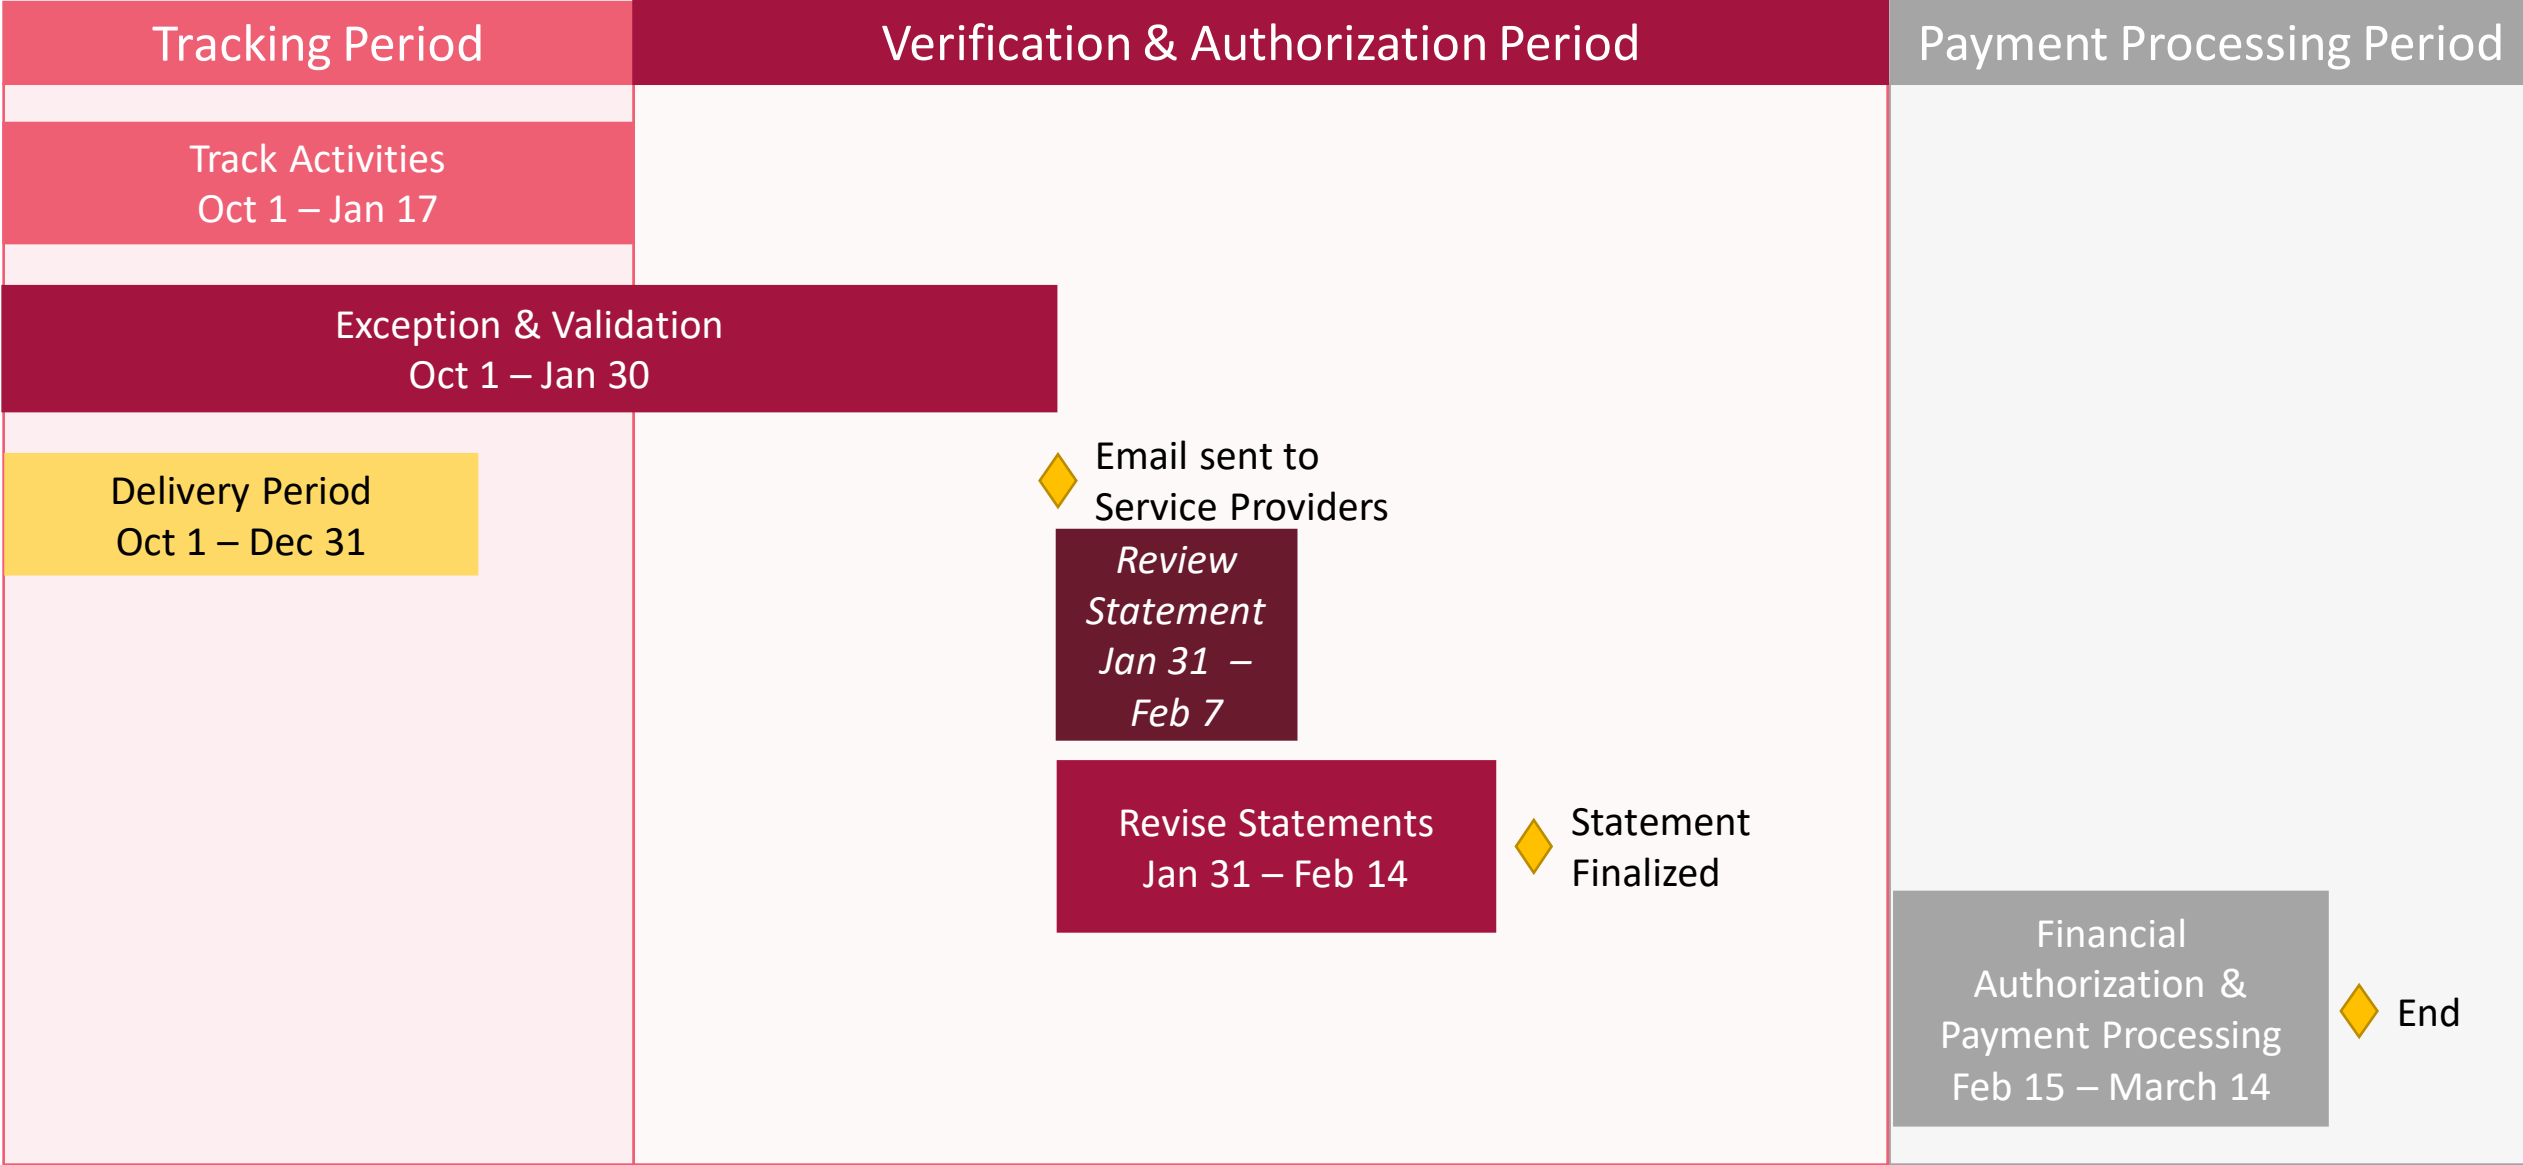 Tracking Period
Verification & Authorization Period
Payment Processing Period
Track Activities
Oct 1 – Jan 17
Exception & Validation
Oct 1 – Jan 30
Delivery Period
Oct 1 – Dec 31
Email sent to
Service Providers
Review
Statement
Jan 31 –
Feb 7
Revise Statements
Jan 31 – Feb 14
Statement
Finalized
Financial
Authorization &
Payment Processing
Feb 15 – March 14
End